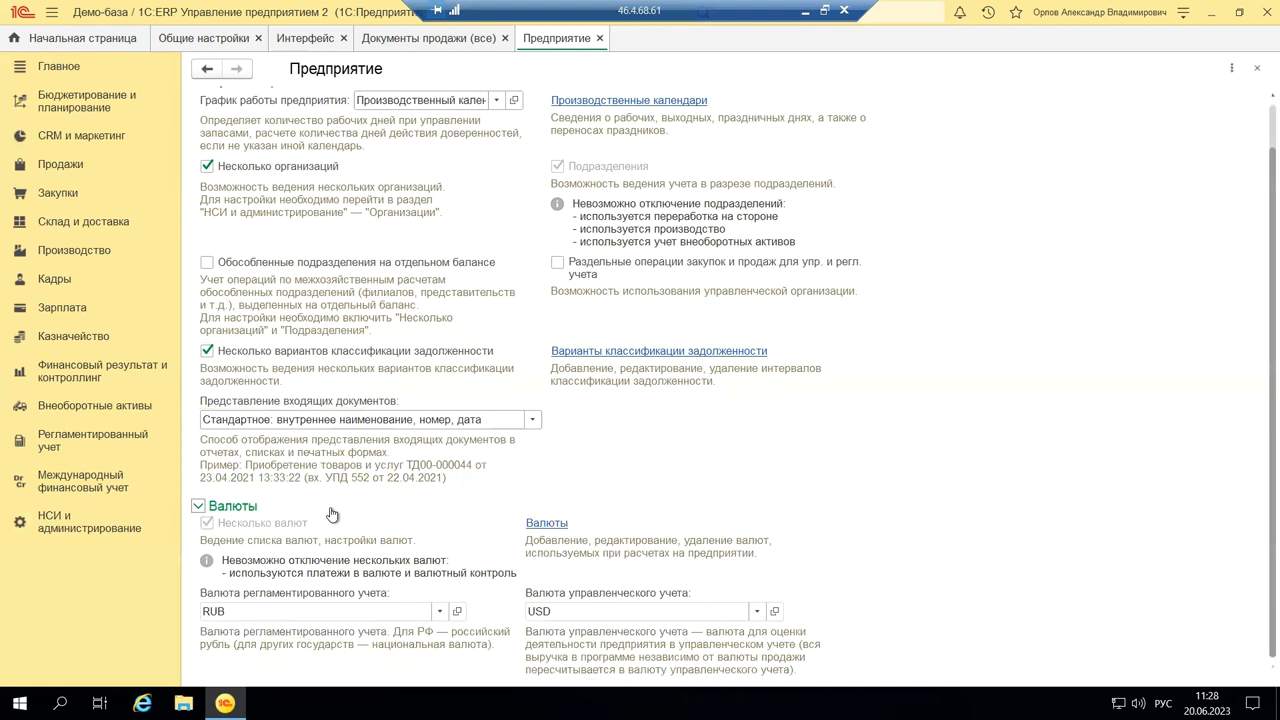 Демо-база / 1С:ERP Управление предприятием 2 (1С:Предприяти
46.4.68.61
Орлов Александр Владимирович
Начальная страница
Общие настройки
Интерфейс
Документы продажи (все)
Предприятие
Главное
Бюджетирование и
планирование
CRM и маркетинг
Продажи
Закупки
Склад и доставка
Производство
Кадры
Зарплата
Казначейство
Финансовый результат и
контроллинг
Внеоборотные активы
Регламентированный
учет
Международный
финансовый учет
НСИ и
администрирование
Предприятие
График работы предприятия: Производственный кален
Производственные календари
Определяет количество рабочих дней при управлении
запасами, расчете количества дней действия доверенностей,
если не указан иной календарь.
Сведения о рабочих, выходных, праздничных днях, а также о
переносах праздников.
Несколько организаций
Возможность ведения нескольких организаций.
Для настройки необходимо перейти в раздел
"НСИ и администрирование" — "Организации".
Подразделения
Возможность ведения учета в разрезе подразделений.
Невозможно отключение подразделений:
- используется переработка на стороне
- используется производство
- используется учет внеоборотных активов
Обособленные подразделения на отдельном балансе
Учет операций по межхозяйственным расчетам
обособленных подразделений (филиалов, представительств
и т.д.), выделенных на отдельный баланс.
Для настройки необходимо включить "Несколько
организаций" и "Подразделения".
Раздельные операции закупок и продаж для упр. и регл.
учета
Возможность использования управленческой организации.
Несколько вариантов классификации задолженности
Возможность ведения нескольких вариантов классификации
задолженности.
Варианты классификации задолженности
Добавление, редактирование, удаление интервалов
классификации задолженности.
Представление входящих документов:
Стандартное: внутреннее наименование, номер, дата
Способ отображения представления входящих документов в
отчетах, списках и печатных формах.
Пример: Приобретение товаров и услуг ТД00-000044 от
23.04.2021 13:33:22 (вх. УПД 552 от 22.04.2021)
Валюты
Несколько валют
Ведение списка валют, настройки валют.
Невозможно отключение нескольких валют:
- используются платежи в валюте и валютный контроль
Валюты
Добавление, редактирование, удаление валют,
используемых при расчетах на предприятии.
Валюта регламентированного учета:
RUB
Валюта регламентированного учета. Для РФ — российский
рубль (для других государств — национальная валюта).
Валюта управленческого учета:
USD
Валюта управленческого учета — валюта для оценки
деятельности предприятия в управленческом учете (вся
выручка в программе независимо от валюты продажи
пересчитывается в валюту управленческого учета).
РУС
11:28
20.06.2023